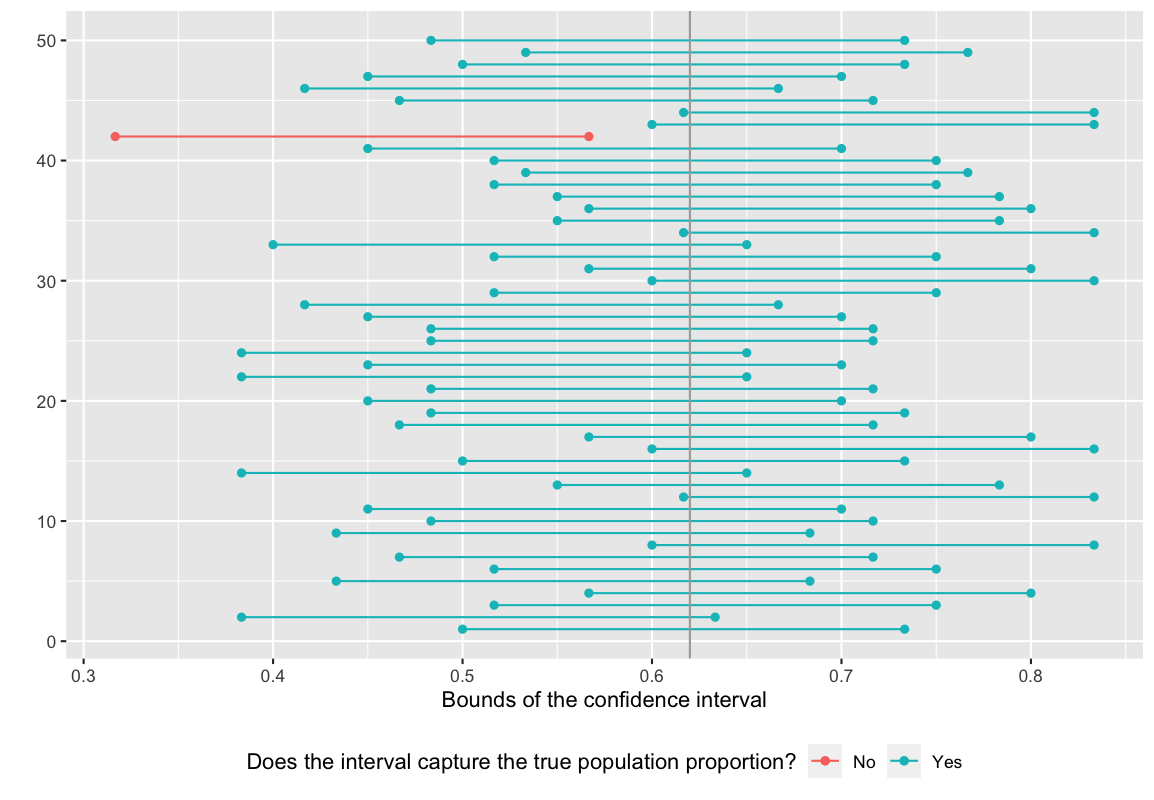 50
40
30
20
10
0
0.3 0.4 0.5 0.6 0.7 0.8
Bounds of the confidence interval
Does the interval capture the true population proportion? No Yes